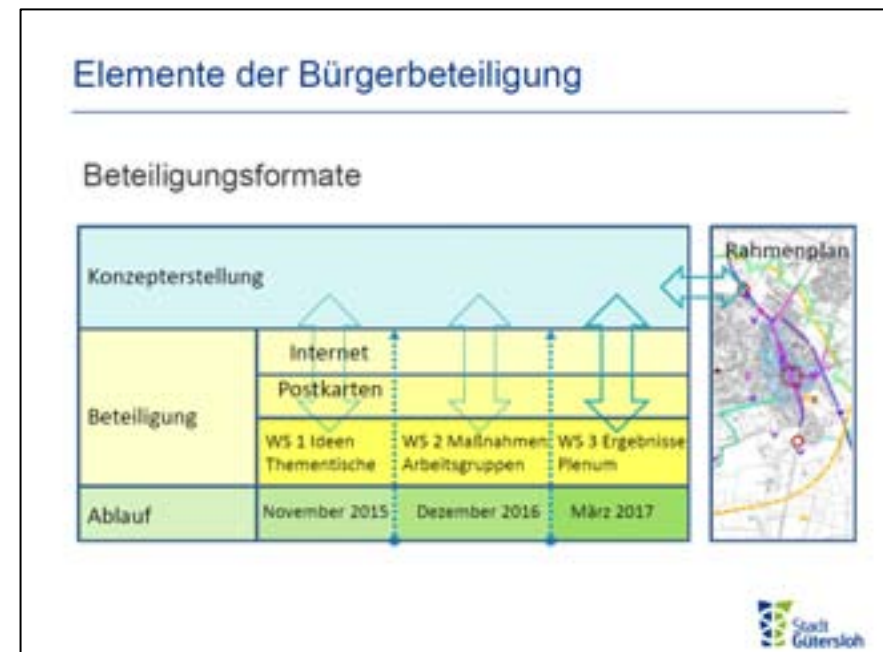 Elemente der Bürgerbeteiligung
Beteiligungsformate
Konzepterstellung
Rahmenplan
Beteiligung
Internet
Postkarten
WS 1 Ideen
Thementische
WS 2 Maßnahmen
Arbeitsgruppen
WS 3 Ergebnisse
Plenum
Ablauf
November 2015
Dezember 2016
März 2017
Stadt
Gütersloh